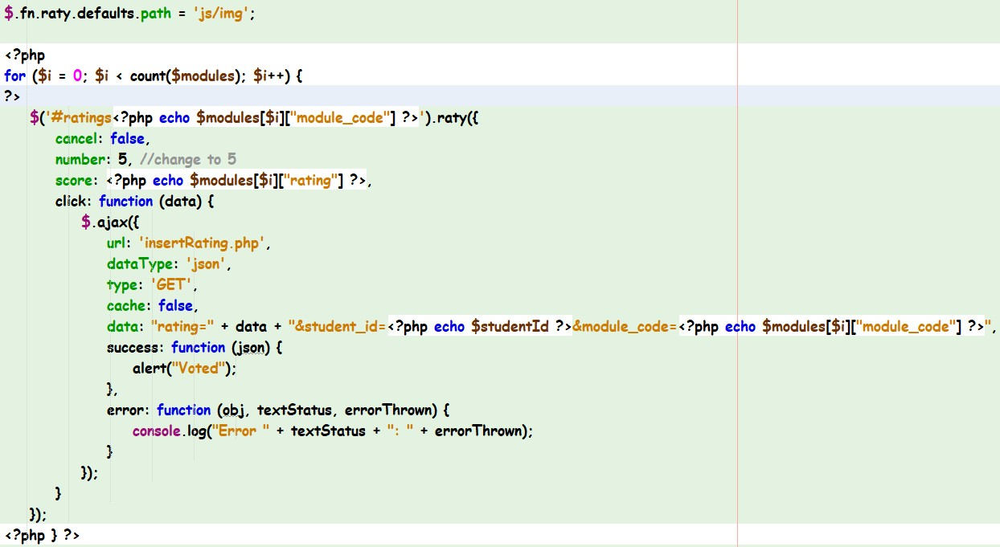 $.fn.raty.defaults.path = 'js/img';
<?php
for ($i = 0; $i < count($modules); $i++) {
?>
$('#ratings<?php echo $modules[$i]["module_code"] ?>').raty({
cancel: false,
number: 5, //change to 5
score: <?php echo $modules[$i]["rating"] ?>,
click: function (data) {
$.ajax({
url: 'insertRating.php',
dataType: 'json',
type: 'GET',
cache: false,
data: "rating=" + data + "&student_id=<?php echo $studentId ?>&module_code=<?php echo $modules[$i]["module_code"] ?>",
success: function (json) {
alert("Voted");
},
error: function (obj, textStatus, errorThrown) {
console.log("Error " + textStatus + ": " + errorThrown);
}
});
}
});
<?php } ?>